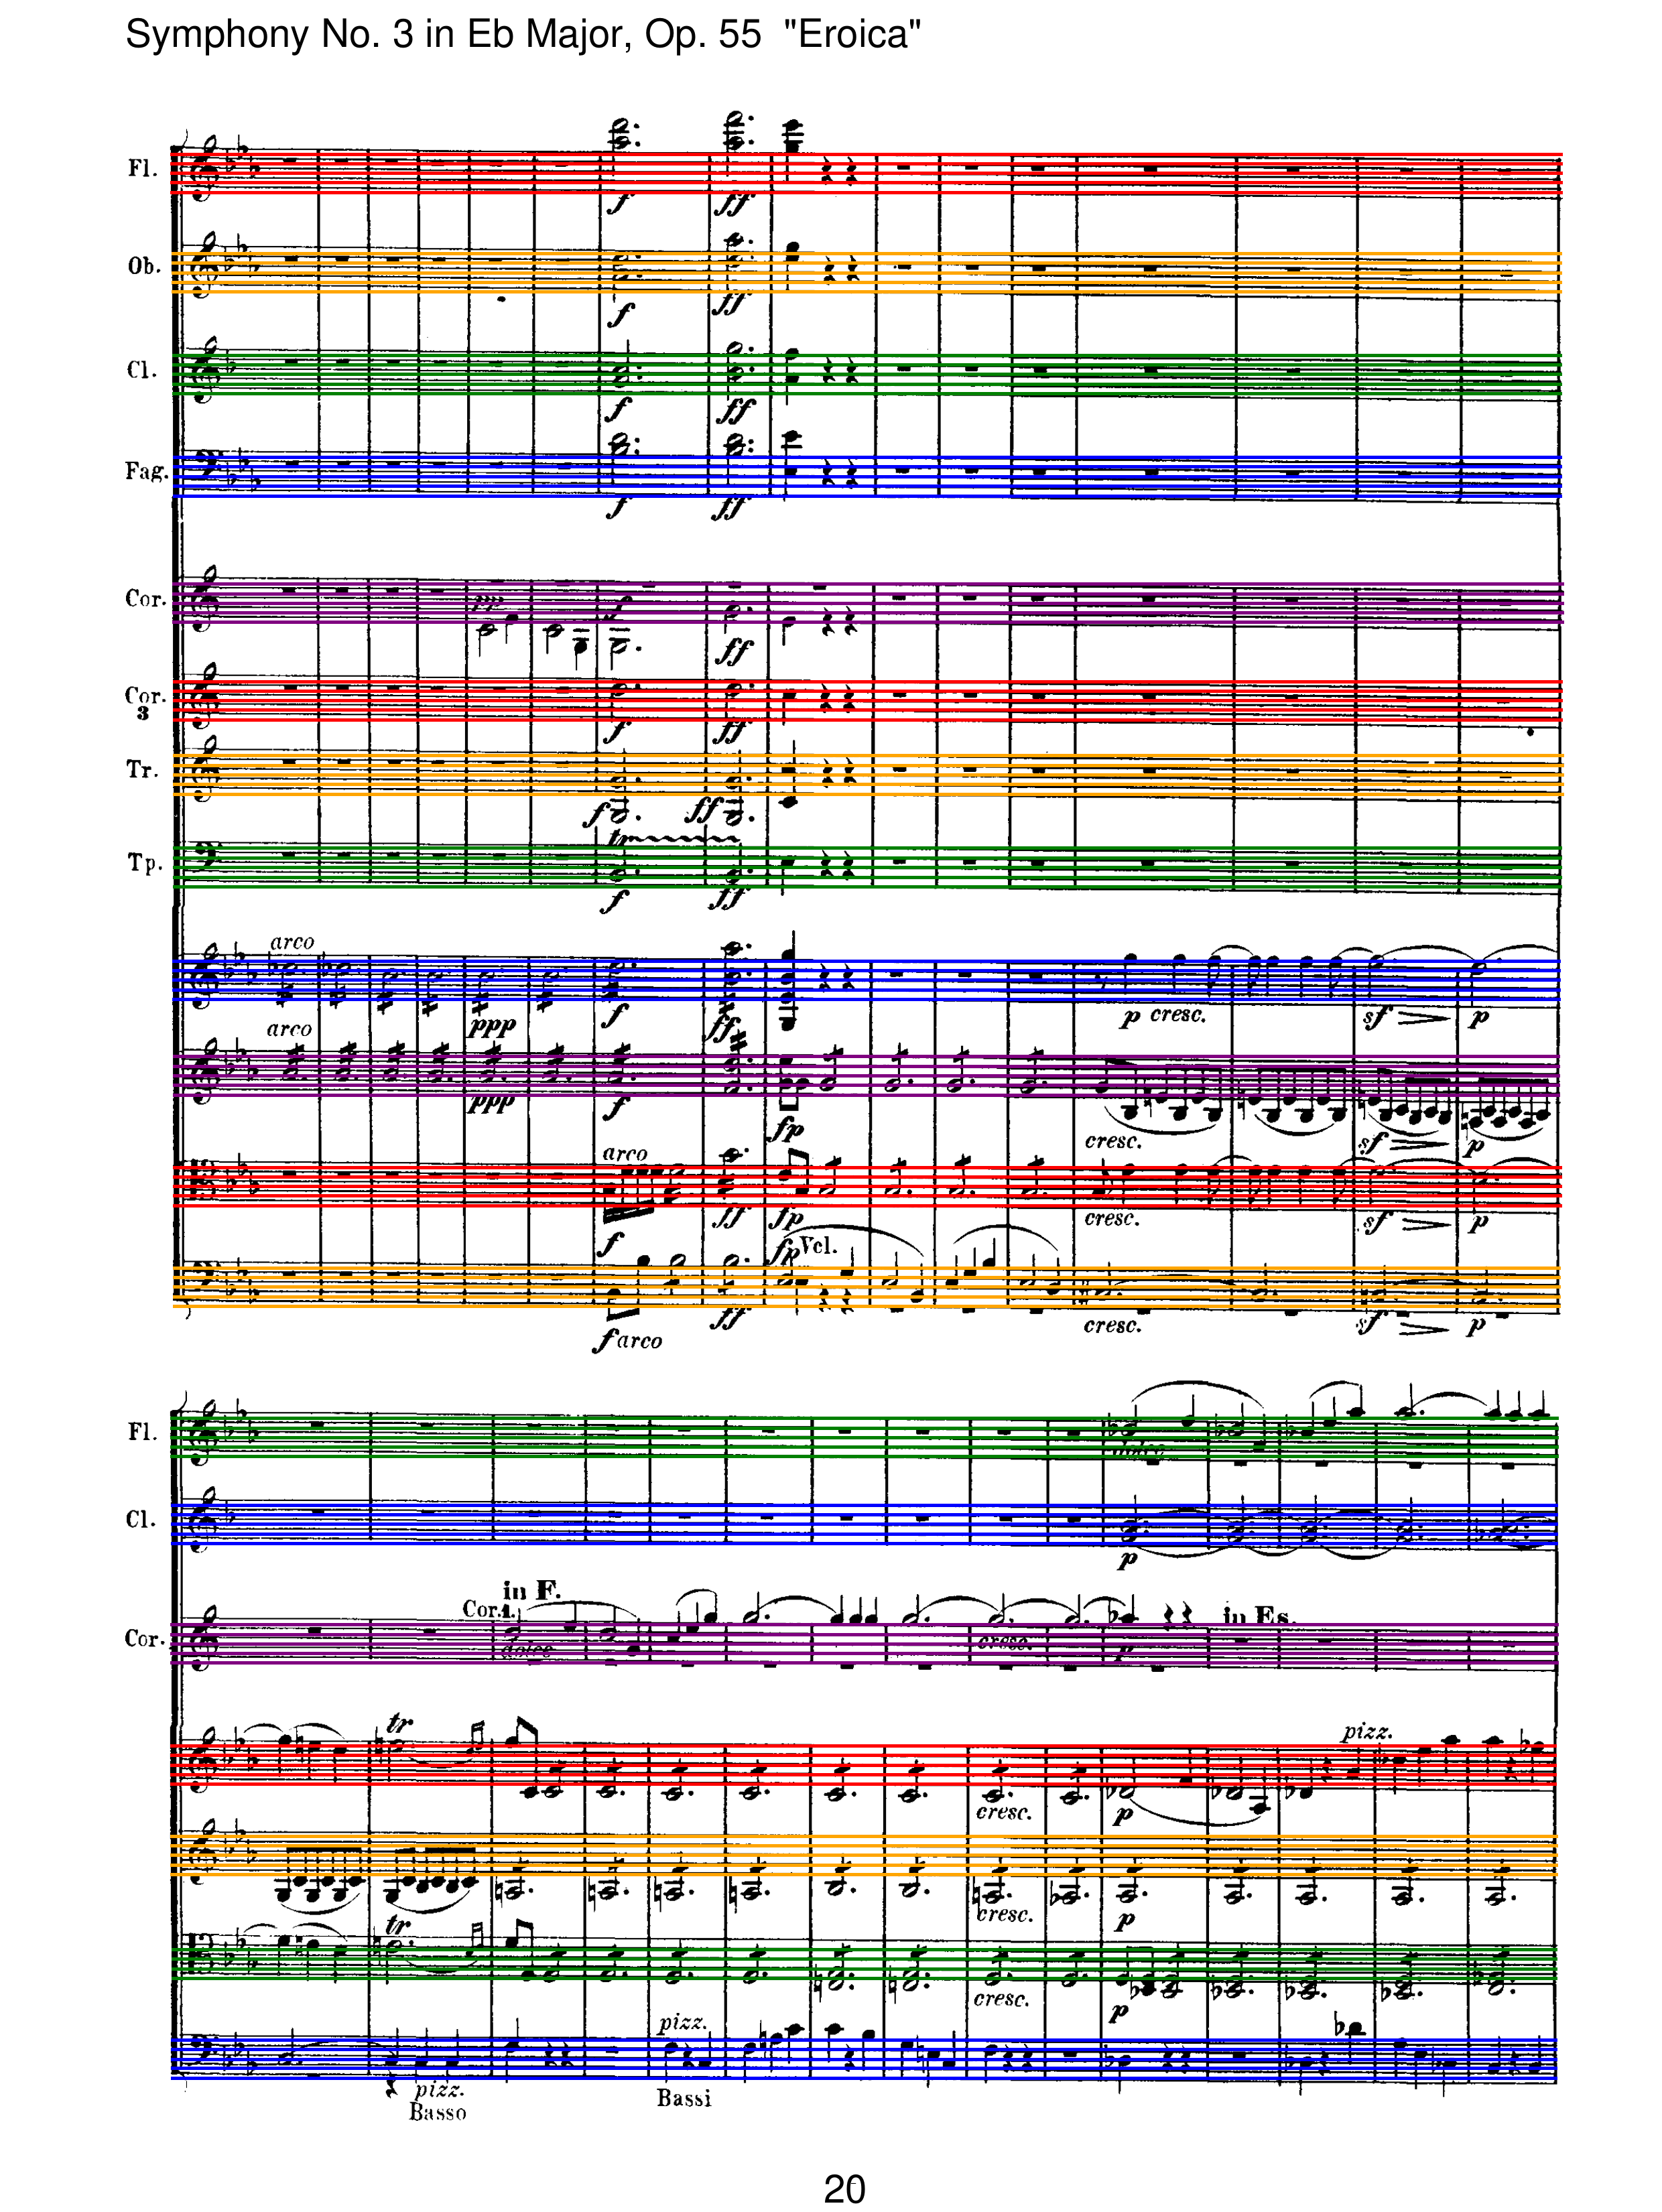 Symphony No. 3 in Eb Major, Op. 55 "Eroica"
Fl.
f ff
Ob.
f ff
Cl.
f ff
Fag.
f ff
Cor.
pp f
ff
Cor.
3
f ff
Tr.
f ff
tr
Tp.
f ff
arco
ppp f ff p cresc. sf p
arco
ppp f fp cresc. sf p
arco
f ff fp cresc. sf p
fp Vcl.
f arco ff cresc. sf p
Fl.
dolce
Cl.
p
in F.
Cor.1. in Es.
Cor. dolce cresc. p
tr pizz.
cresc. p
cresc. p
tr
cresc. p
pizz.
pizz.
Basso Bassi
20